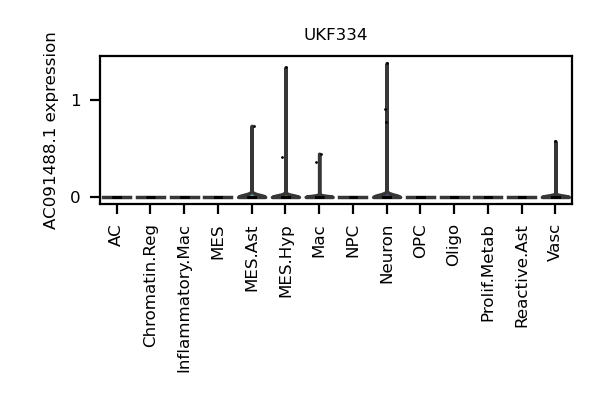 UKF334
AC091488.1 expression
1
0
AC
Chromatin.Reg
Inflammatory.Mac
MES
MES.Ast
MES.Hyp
Mac
NPC
Neuron
OPC
Oligo
Prolif.Metab
Reactive.Ast
Vasc